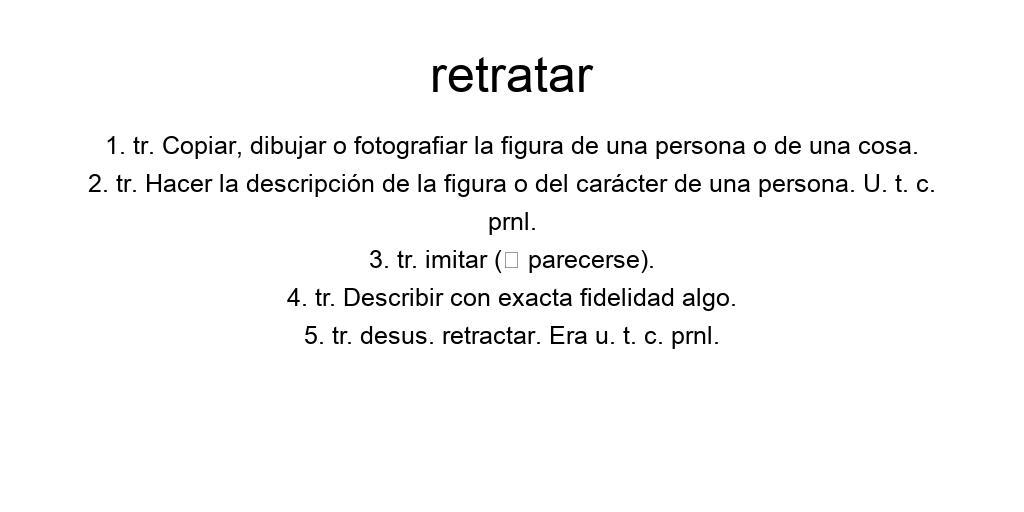 retratar
1. tr. Copiar, dibujar o fotografiar la figura de una persona o de una cosa.
2. tr. Hacer la descripción de la figura o del carácter de una persona. U. t. c.
prnl.
3. tr. imitar (□ parecerse).
4. tr. Describir con exacta fidelidad algo.
5. tr. desus. retractar. Era u. t. c. prnl.